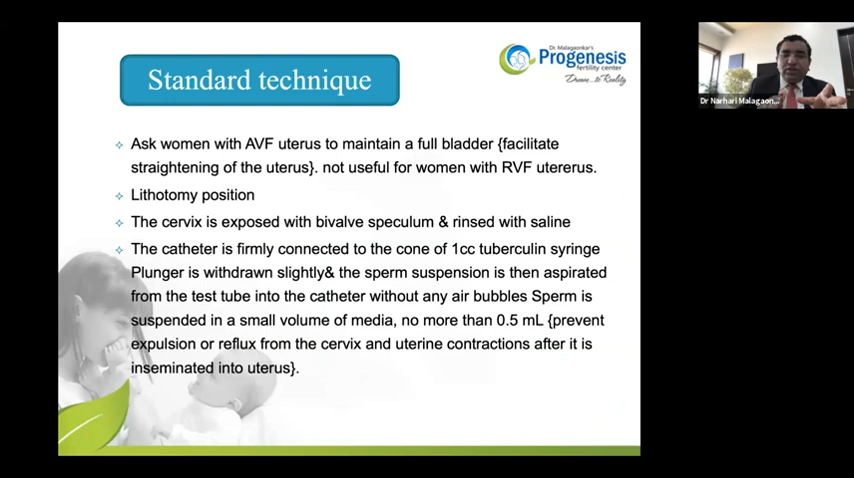 Dr. Malagaonkar's
Progenesis
fertility center
Dream...to Reality
Standard technique
Ask women with AVF uterus to maintain a full bladder {facilitate
straightening of the uterus}. not useful for women with RVF utererus.
Lithotomy position
The cervix is exposed with bivalve speculum & rinsed with saline
The catheter is firmly connected to the cone of 1cc tuberculin syringe
Plunger is withdrawn slightly& the sperm suspension is then aspirated
from the test tube into the catheter without any air bubbles Sperm is
suspended in a small volume of media, no more than 0.5 mL {prevent
expulsion or reflux from the cervix and uterine contractions after it is
inseminated into uterus}.
Dr Narhari Malagaon...